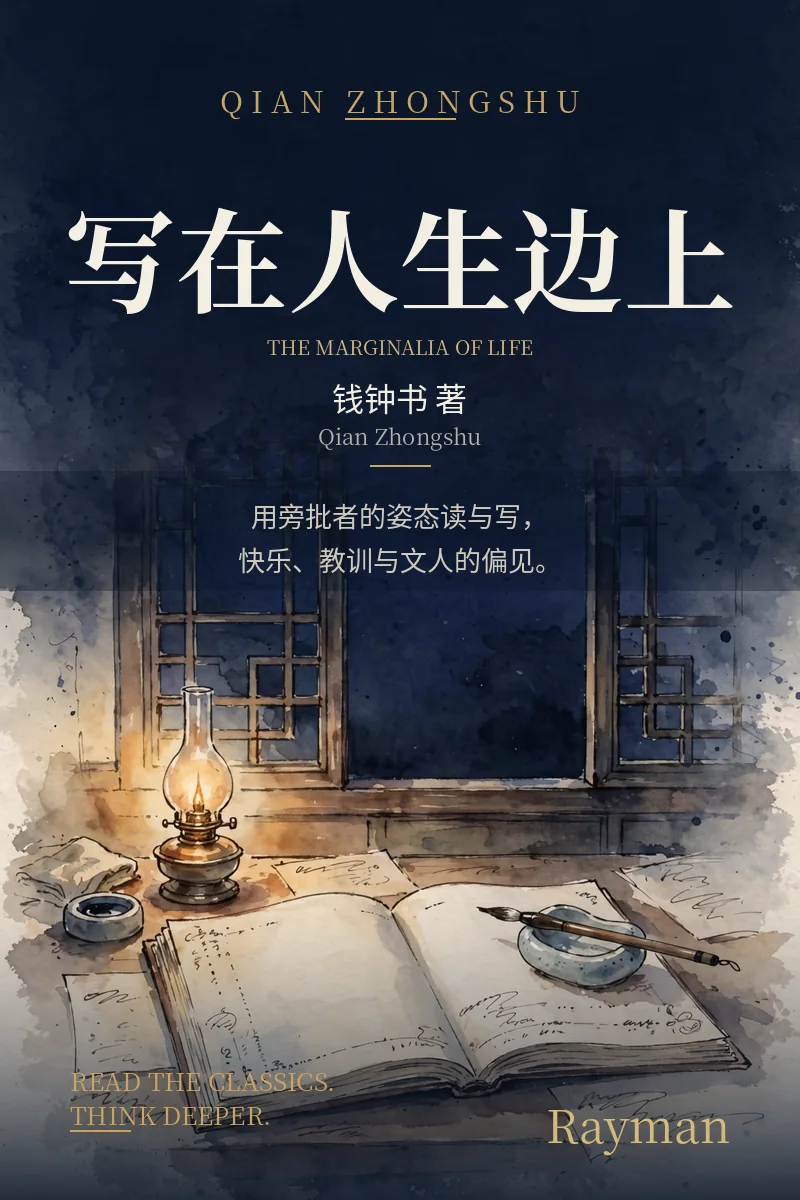 QIAN ZHONGSHU
写在人生边上
THE MARGINALIA OF LIFE
钱钟书 著
Qian Zhongshu
用旁批者的姿态读与写，
快乐、教训与文人的偏见。
READ THE CLASSICS.
THINK DEEPER.
Rayman